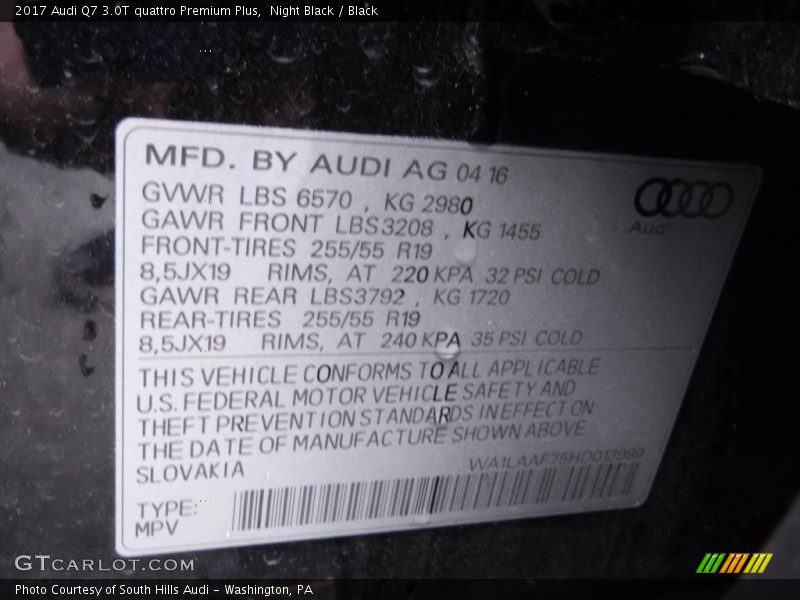 2017 Audi Q7 3.0T quattro Premium Plus,  Night Black / Black
MFD. BY AUDI AG 04 16
GVWR LBS 6570 , KG 2980
GAWR FRONT LBS3208 , KG 1455
FRONT-TIRES 255/55 R19
8,5JX19 RIMS, AT 220 KPA 32 PSI COLD
GAWR REAR LBS3792 , KG 1720
REAR-TIRES 255/55 R19
8,5JX19 RIMS, AT 240 KPA 35 PSI COLD
Audi
THIS VEHICLE CONFORMS TO ALL APPLICABLE
U.S. FEDERAL MOTOR VEHICLE SAFETY AND
THEFT PREVENTION STANDARDS IN EFFECT ON
THE DATE OF MANUFACTURE SHOWN ABOVE.
SLOVAKIA WA1LAAF75HD013989
TYPE:
MPV
GTCARLOT.COM
Photo Courtesy of South Hills Audi - Washington, PA